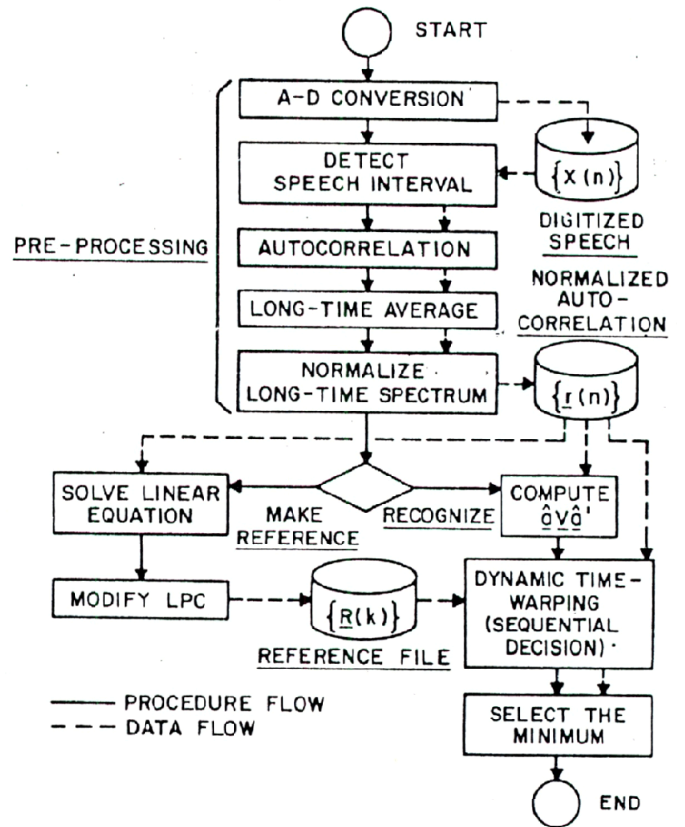 START
A-D CONVERSION
DETECT
SPEECH INTERVAL
{X(n)}
DIGITIZED
SPEECH
PRE-PROCESSING
AUTOCORRELATION
NORMALIZED
AUTO-
CORRELATION
LONG-TIME AVERAGE
NORMALIZE
LONG-TIME SPECTRUM
{r(n)}
SOLVE LINEAR
EQUATION
MAKE
REFERENCE
RECOGNIZE
COMPUTE
âVâ'
MODIFY LPC
{R(k)}
REFERENCE FILE
DYNAMIC TIME-
WARPING
(SEQUENTIAL
DECISION)
PROCEDURE FLOW
DATA FLOW
SELECT THE
MINIMUM
END